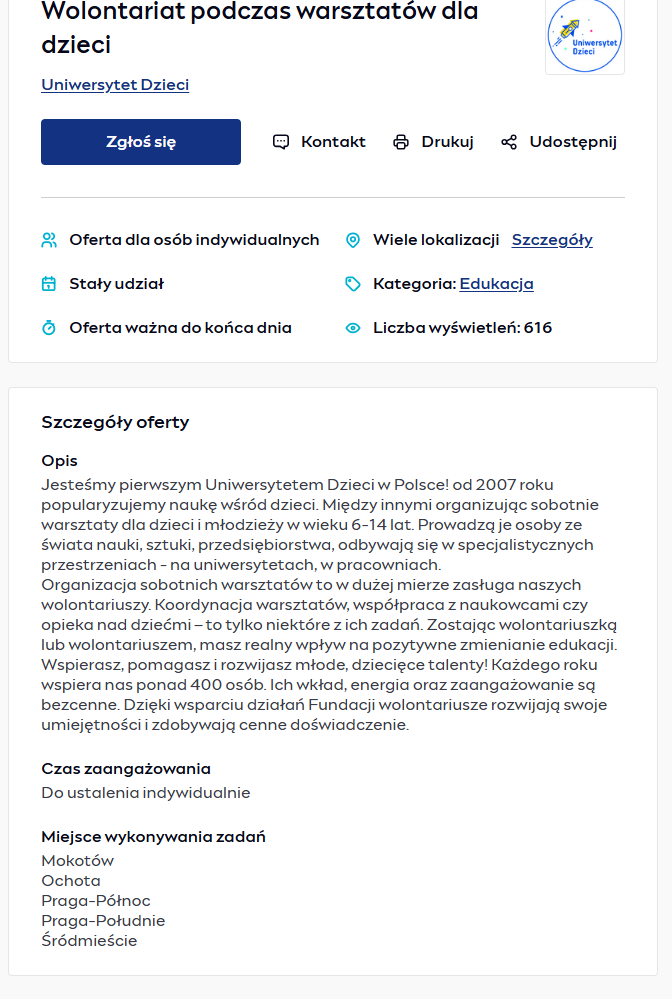 Wolontariat podczas warsztatów dla
dzieci
Uniwersytet
Dzieci
Uniwersytet Dzieci
Zgłoś się
Kontakt
Drukuj
Udostępnij
Oferta dla osób indywidualnych
Wiele lokalizacji Szczegóły
Stały udział
Kategoria: Edukacja
Oferta ważna do końca dnia
Liczba wyświetleń: 616
Szczegóły oferty
Opis
Jesteśmy pierwszym Uniwersytetem Dzieci w Polsce! od 2007 roku
popularyzujemy naukę wśród dzieci. Między innymi organizując sobotnie
warsztaty dla dzieci i młodzieży w wieku 6-14 lat. Prowadzą je osoby ze
świata nauki, sztuki, przedsiębiorstwa, odbywają się w specjalistycznych
przestrzeniach - na uniwersytetach, w pracowniach.
Organizacja sobotnich warsztatów to w dużej mierze zasługa naszych
wolontariuszy. Koordynacja warsztatów, współpraca z naukowcami czy
opieka nad dziećmi – to tylko niektóre z ich zadań. Zostając wolontariuszką
lub wolontariuszem, masz realny wpływ na pozytywne zmienianie edukacji.
Wspierasz, pomagasz i rozwijasz młode, dziecięce talenty! Każdego roku
wspiera nas ponad 400 osób. Ich wkład, energia oraz zaangażowanie są
bezcenne. Dzięki wsparciu działań Fundacji wolontariusze rozwijają swoje
umiejętności i zdobywają cenne doświadczenie.
Czas zaangażowania
Do ustalenia indywidualnie
Miejsce wykonywania zadań
Mokotów
Ochota
Praga-Północ
Praga-Południe
Śródmieście